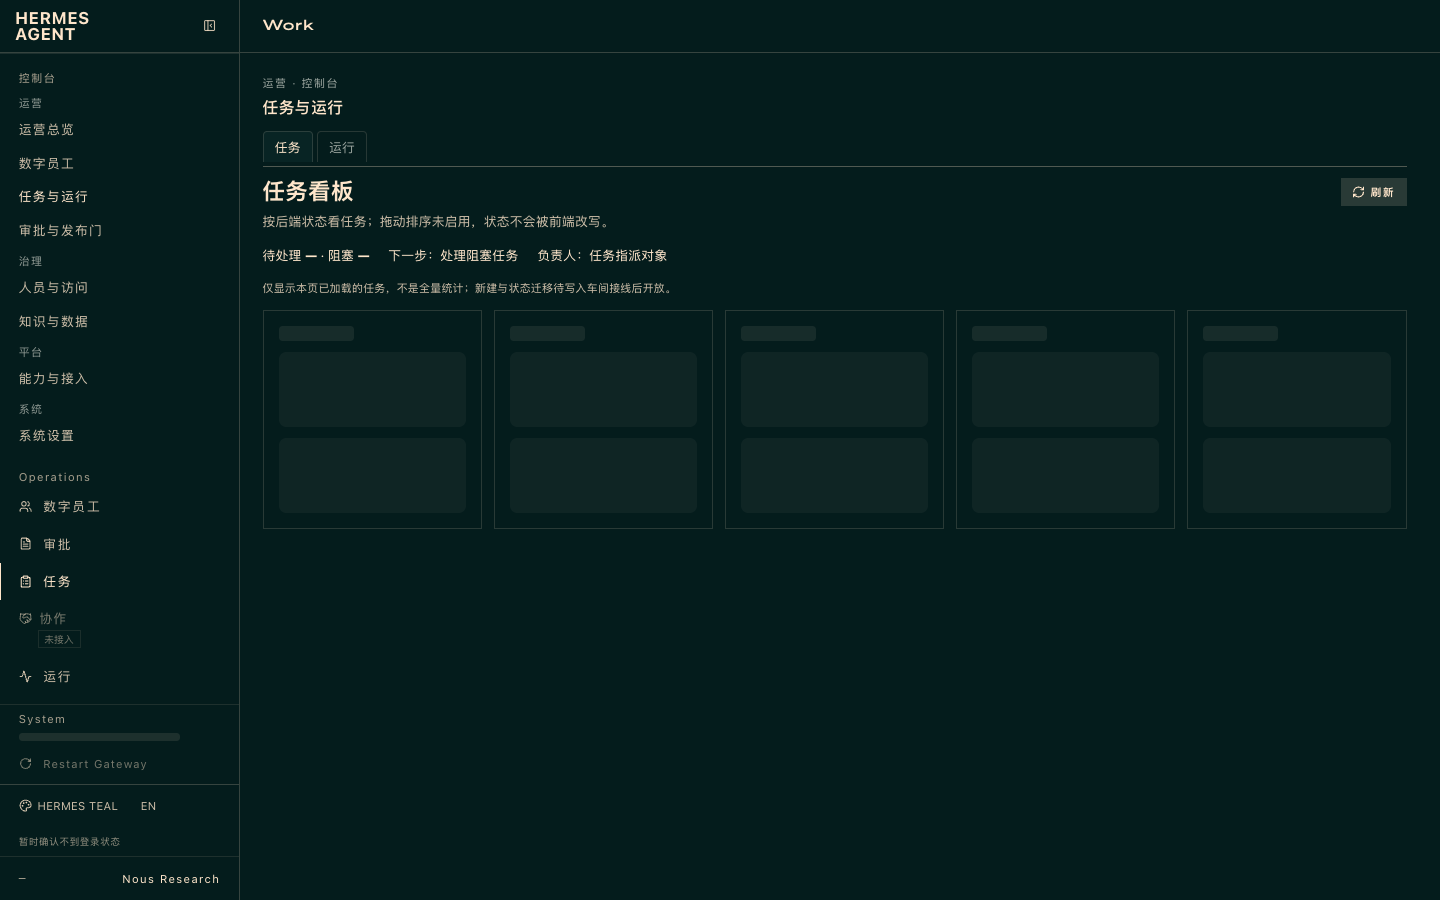 HERMES
AGENT
控制台
运营
运营总览
数字员工
任务与运行
审批与发布门
治理
人员与访问
知识与数据
平台
能力与接入
系统
系统设置
Operations
数字员工
审批
任务
协作
未接入
运行
System
Restart Gateway
HERMES TEAL EN
暂时确认不到登录状态
— Nous Research
Work
运营 · 控制台
任务与运行
任务 运行
任务看板
刷新
按后端状态看任务；拖动排序未启用，状态不会被前端改写。
待处理 — · 阻塞 — 下一步：处理阻塞任务 负责人：任务指派对象
仅显示本页已加载的任务，不是全量统计；新建与状态迁移待写入车间接线后开放。